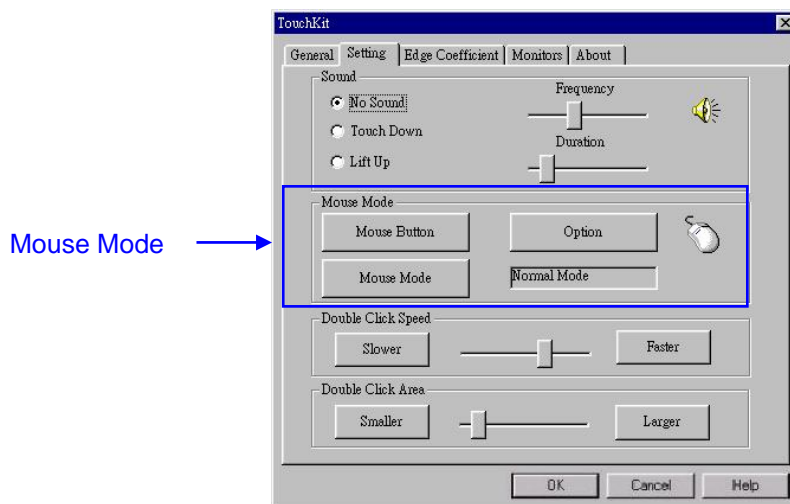 TouchKit
General Setting Edge Coefficient Monitors About
Sound
No Sound
Touch Down
Lift Up
Frequency
Duration
Mouse Mode
Mouse Mode
Mouse Button Option
Mouse Mode Normal Mode
Double Click Speed
Slower Faster
Double Click Area
Smaller Larger
OK Cancel Help